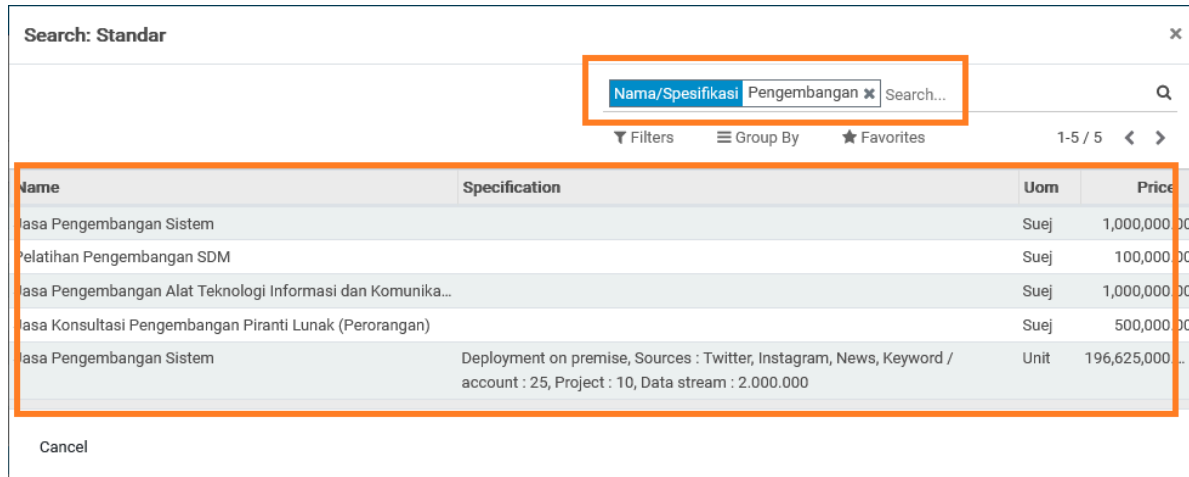 Search: Standar ×
Nama/Spesifikasi Pengembangan × Search...
Filters Group By Favorites 1-5 / 5 < >
Name Specification Uom Price
Jasa Pengembangan Sistem Suej 1,000,000.00
Pelatihan Pengembangan SDM Suej 100,000.00
Jasa Pengembangan Alat Teknologi Informasi dan Komunika... Suej 1,000,000.00
Jasa Konsultasi Pengembangan Piranti Lunak (Perorangan) Suej 500,000.00
Jasa Pengembangan Sistem Deployment on premise, Sources : Twitter, Instagram, News, Keyword / Unit 196,625,000....
account : 25, Project : 10, Data stream : 2.000.000
Cancel